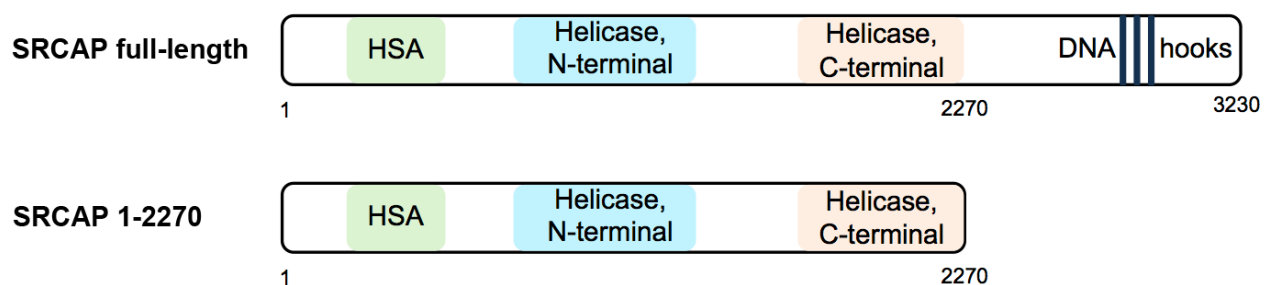 SRCAP full-length
HSA
Helicase,
N-terminal
Helicase,
C-terminal
DNA hooks
1
2270
3230
SRCAP 1-2270
HSA
Helicase,
N-terminal
Helicase,
C-terminal
1
2270